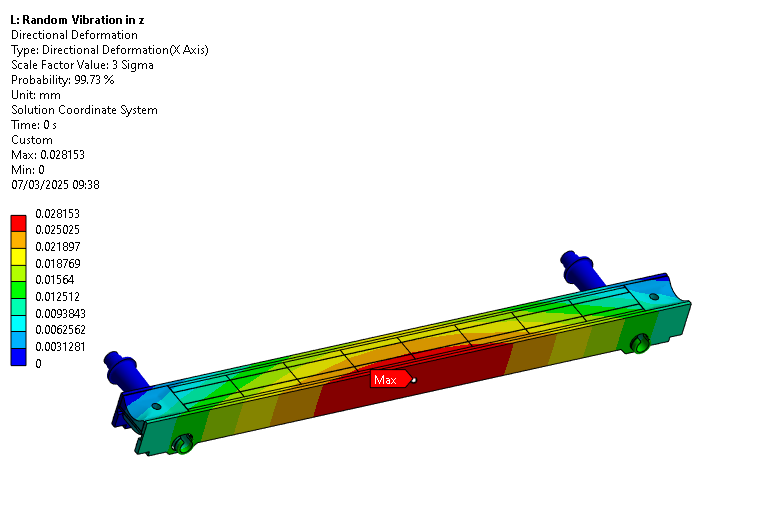 L: Random Vibration in z
Directional Deformation
Type: Directional Deformation(X Axis)
Scale Factor Value: 3 Sigma
Probability: 99.73 %
Unit: mm
Solution Coordinate System
Time: 0 s
Custom
Max: 0.028153
Min: 0
07/03/2025 09:38
0.028153
0.025025
0.021897
0.018769
0.01564
0.012512
0.0093843
0.0062562
0.0031281
0
Max